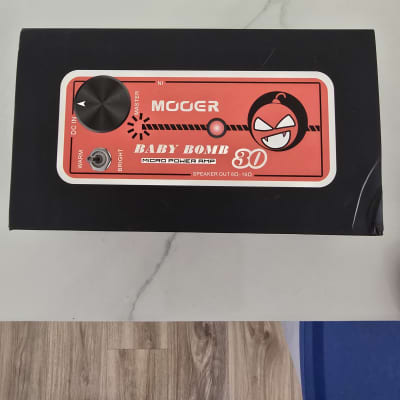 IN
DC IN
MASTER
MOOER
WARM
BRIGHT
BABY BOMB 30
MICRO POWER AMP
SPEAKER OUT 8Ω-16Ω